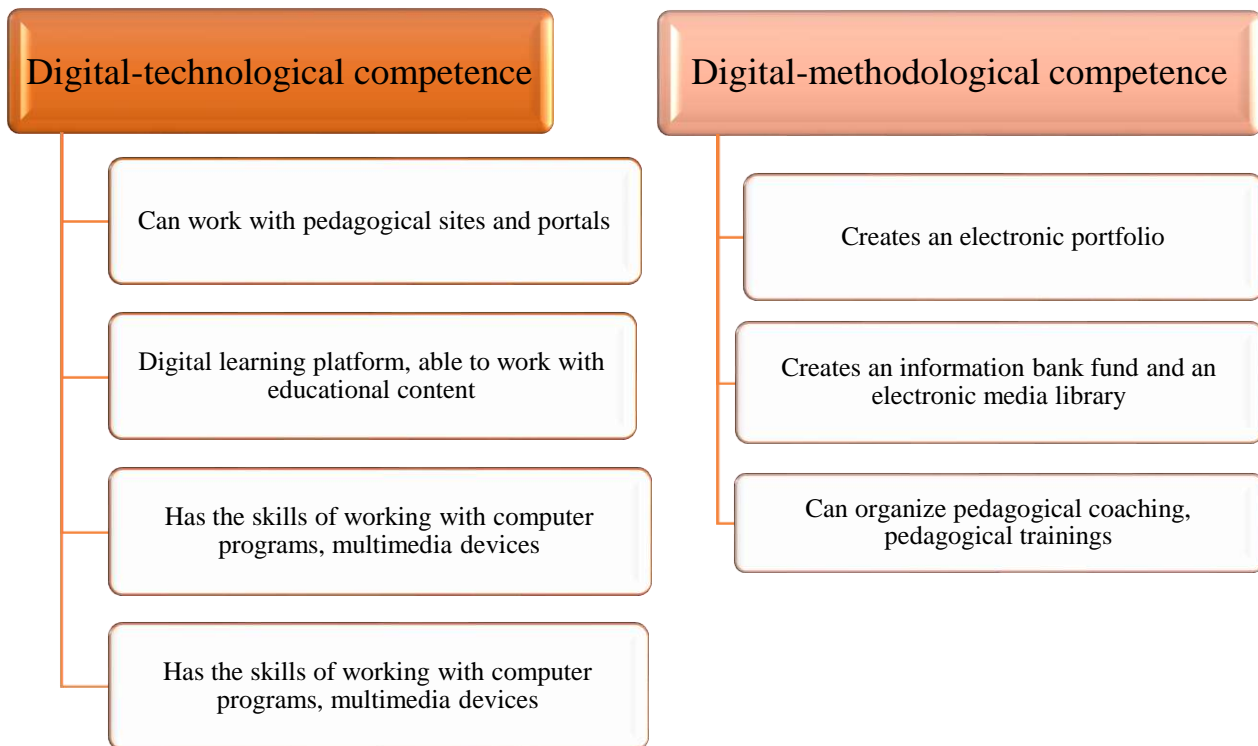 Digital-technological competence
Can work with pedagogical sites and portals
Digital learning platform, able to work with
educational content
Has the skills of working with computer
programs, multimedia devices
Has the skills of working with computer
programs, multimedia devices
Digital-methodological competence
Creates an electronic portfolio
Creates an information bank fund and an
electronic media library
Can organize pedagogical coaching,
pedagogical trainings